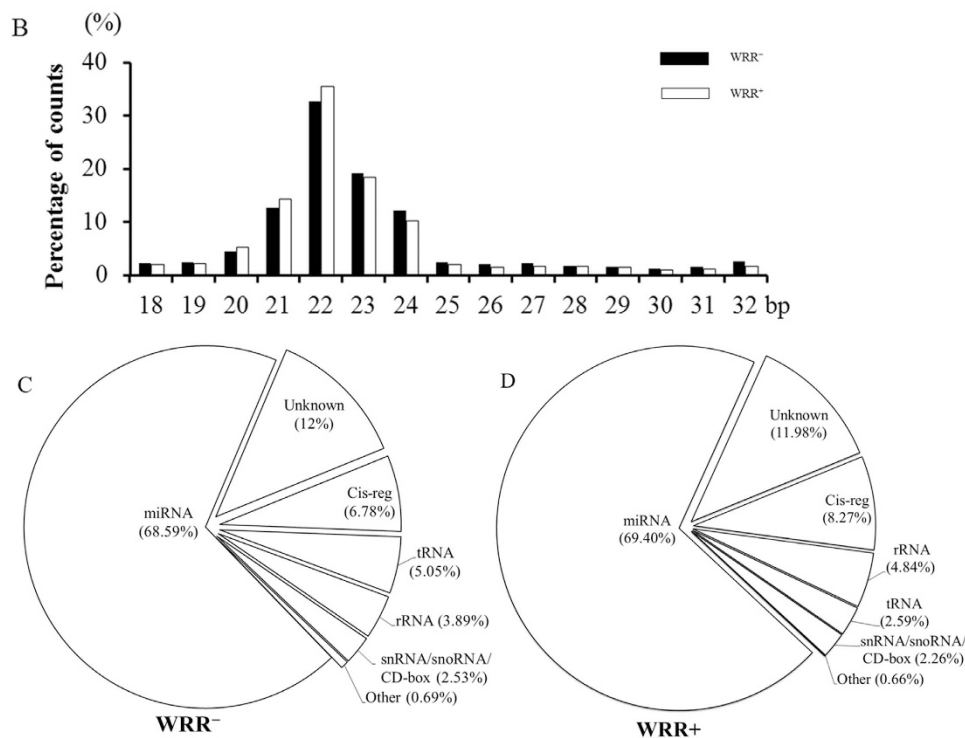 B
(%)
Percentage of counts
40
30
20
10
0
WRR⁻
WRR⁺
18 19 20 21 22 23 24 25 26 27 28 29 30 31 32 bp
C
Unknown
(12%)
Cis-reg
(6.78%)
miRNA
(68.59%)
tRNA
(5.05%)
rRNA (3.89%)
snRNA/snoRNA/
CD-box (2.53%)
Other (0.69%)
WRR⁻
D
Unknown
(11.98%)
Cis-reg
(8.27%)
miRNA
(69.40%)
rRNA
(4.84%)
tRNA
(2.59%)
snRNA/snoRNA/
CD-box (2.26%)
Other (0.66%)
WRR+